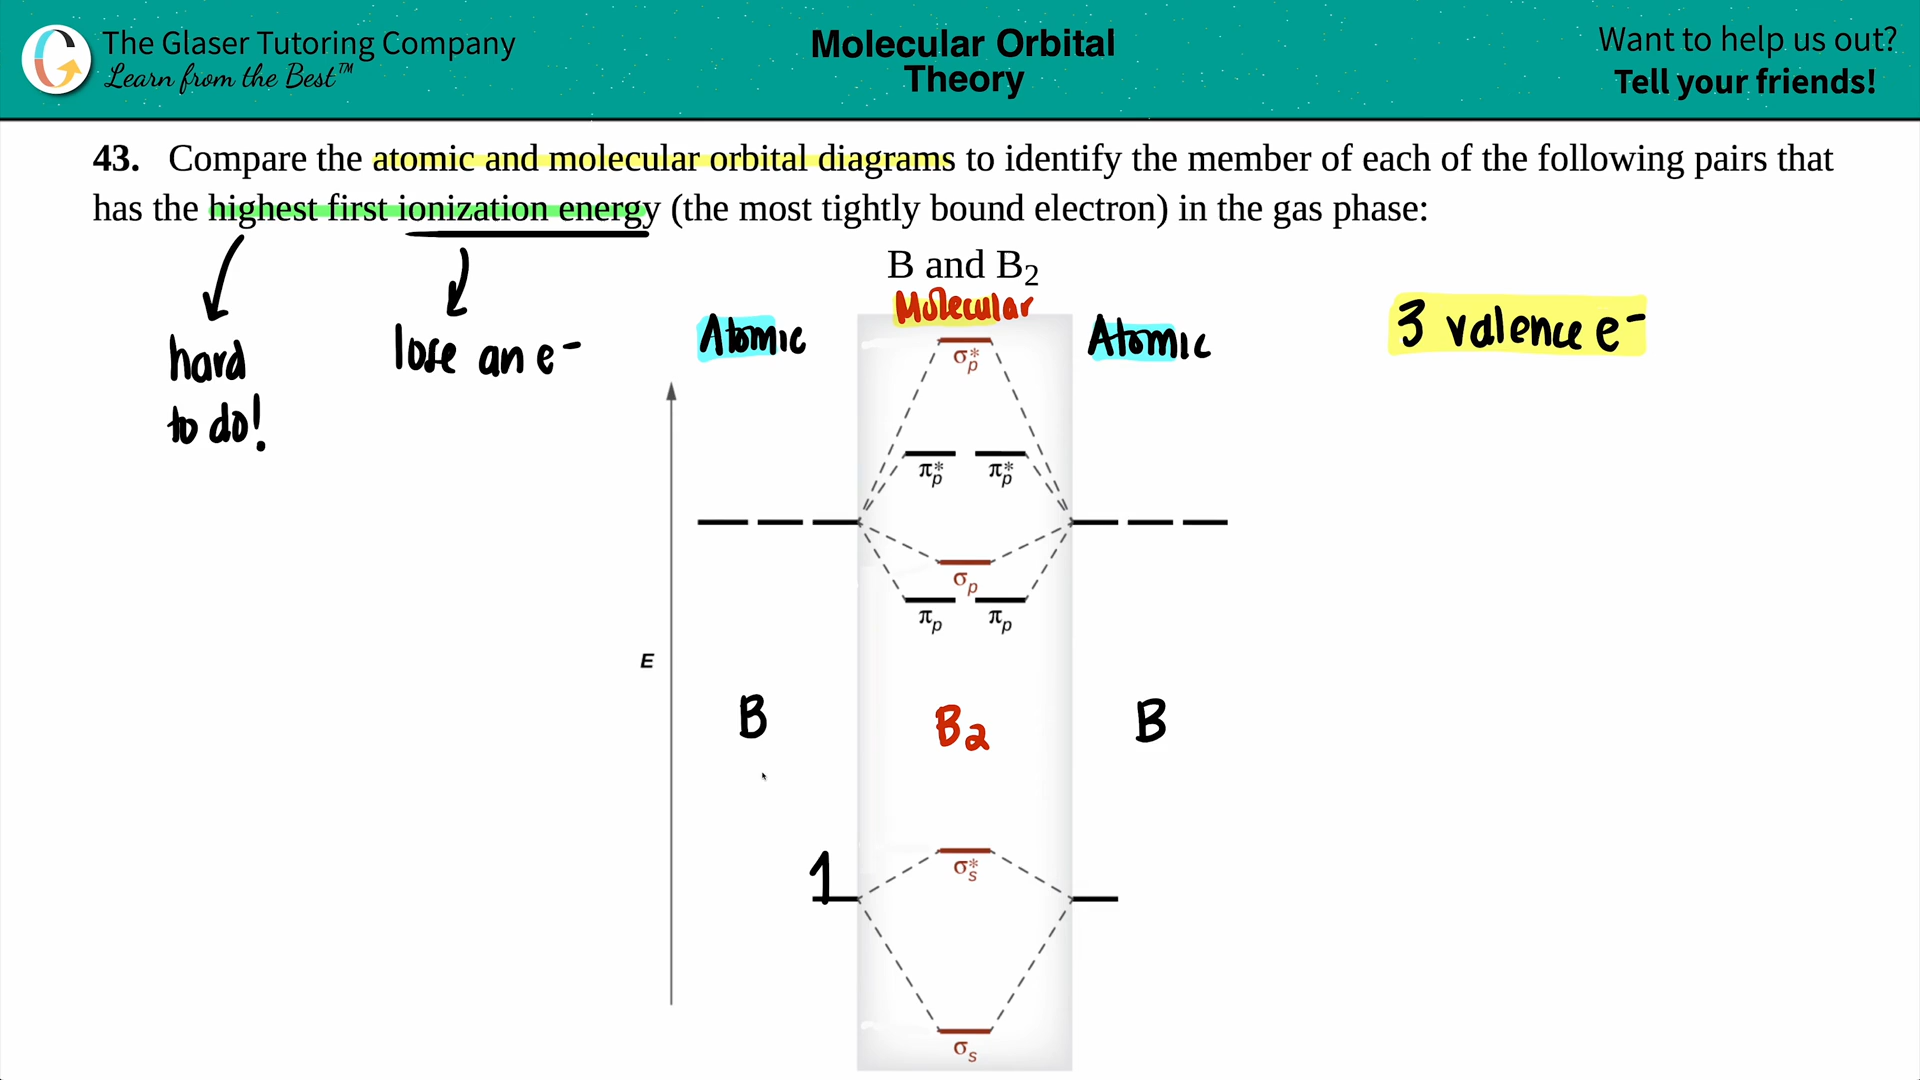 The Glaser Tutoring Company
Learn from the Best™
Molecular Orbital
Theory
Want to help us out?
Tell your friends!
43. Compare the atomic and molecular orbital diagrams to identify the member of each of the following pairs that
has the highest first ionization energy (the most tightly bound electron) in the gas phase:
B and B₂
hard
to do!
lose an e⁻
Atomic
Molecular
Atomic
3 valence e⁻
σ*p
π*p π*p
σp
πp πp
E
B
B₂
B
1
σ*s
σs